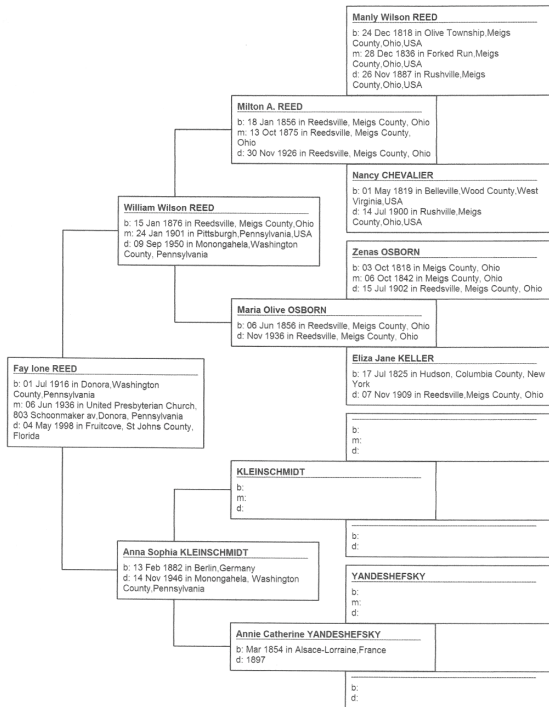 Manly Wilson REED
b: 24 Dec 1818 in Olive Township,Meigs
County,Ohio,USA
m: 28 Dec 1836 in Forked Run,Meigs
County,Ohio,USA
d: 26 Nov 1887 in Rushville,Meigs
County,Ohio,USA
Milton A. REED
b: 18 Jan 1856 in Reedsville, Meigs County, Ohio
m: 13 Oct 1875 in Reedsville, Meigs County,
Ohio
d: 30 Nov 1926 in Reedsville, Meigs County, Ohio
Nancy CHEVALIER
b: 01 May 1819 in Belleville,Wood County,West
Virginia,USA
d: 14 Jul 1900 in Rushville,Meigs
County,Ohio,USA
William Wilson REED
b: 15 Jan 1876 in Reedsville, Meigs County,Ohio
m: 24 Jan 1901 in Pittsburgh,Pennsylvania,USA
d: 09 Sep 1950 in Monongahela,Washington
County, Pennsylvania
Zenas OSBORN
b: 03 Oct 1818 in Meigs County, Ohio
m: 06 Oct 1842 in Meigs County, Ohio
d: 15 Jul 1902 in Reedsville, Meigs County, Ohio
Maria Olive OSBORN
b: 06 Jun 1856 in Reedsville, Meigs County, Ohio
d: Nov 1936 in Reedsville, Meigs County, Ohio
Eliza Jane KELLER
b: 17 Jul 1825 in Hudson, Columbia County, New
York
d: 07 Nov 1909 in Reedsville,Meigs County, Ohio
Fay Ione REED
b: 01 Jul 1916 in Donora,Washington
County,Pennsylvania
m: 06 Jun 1936 in United Presbyterian Church,
803 Schoonmaker av,Donora, Pennsylvania
d: 04 May 1998 in Fruitcove, St Johns County,
Florida
b:
m:
d:
KLEINSCHMIDT
b:
m:
d:
b:
d:
Anna Sophia KLEINSCHMIDT
b: 13 Feb 1882 in Berlin,Germany
d: 14 Nov 1946 in Monongahela, Washington
County,Pennsylvania
YANDESHEFSKY
b:
m:
d:
Annie Catherine YANDESHEFSKY
b: Mar 1854 in Alsace-Lorraine,France
d: 1897
b:
d: